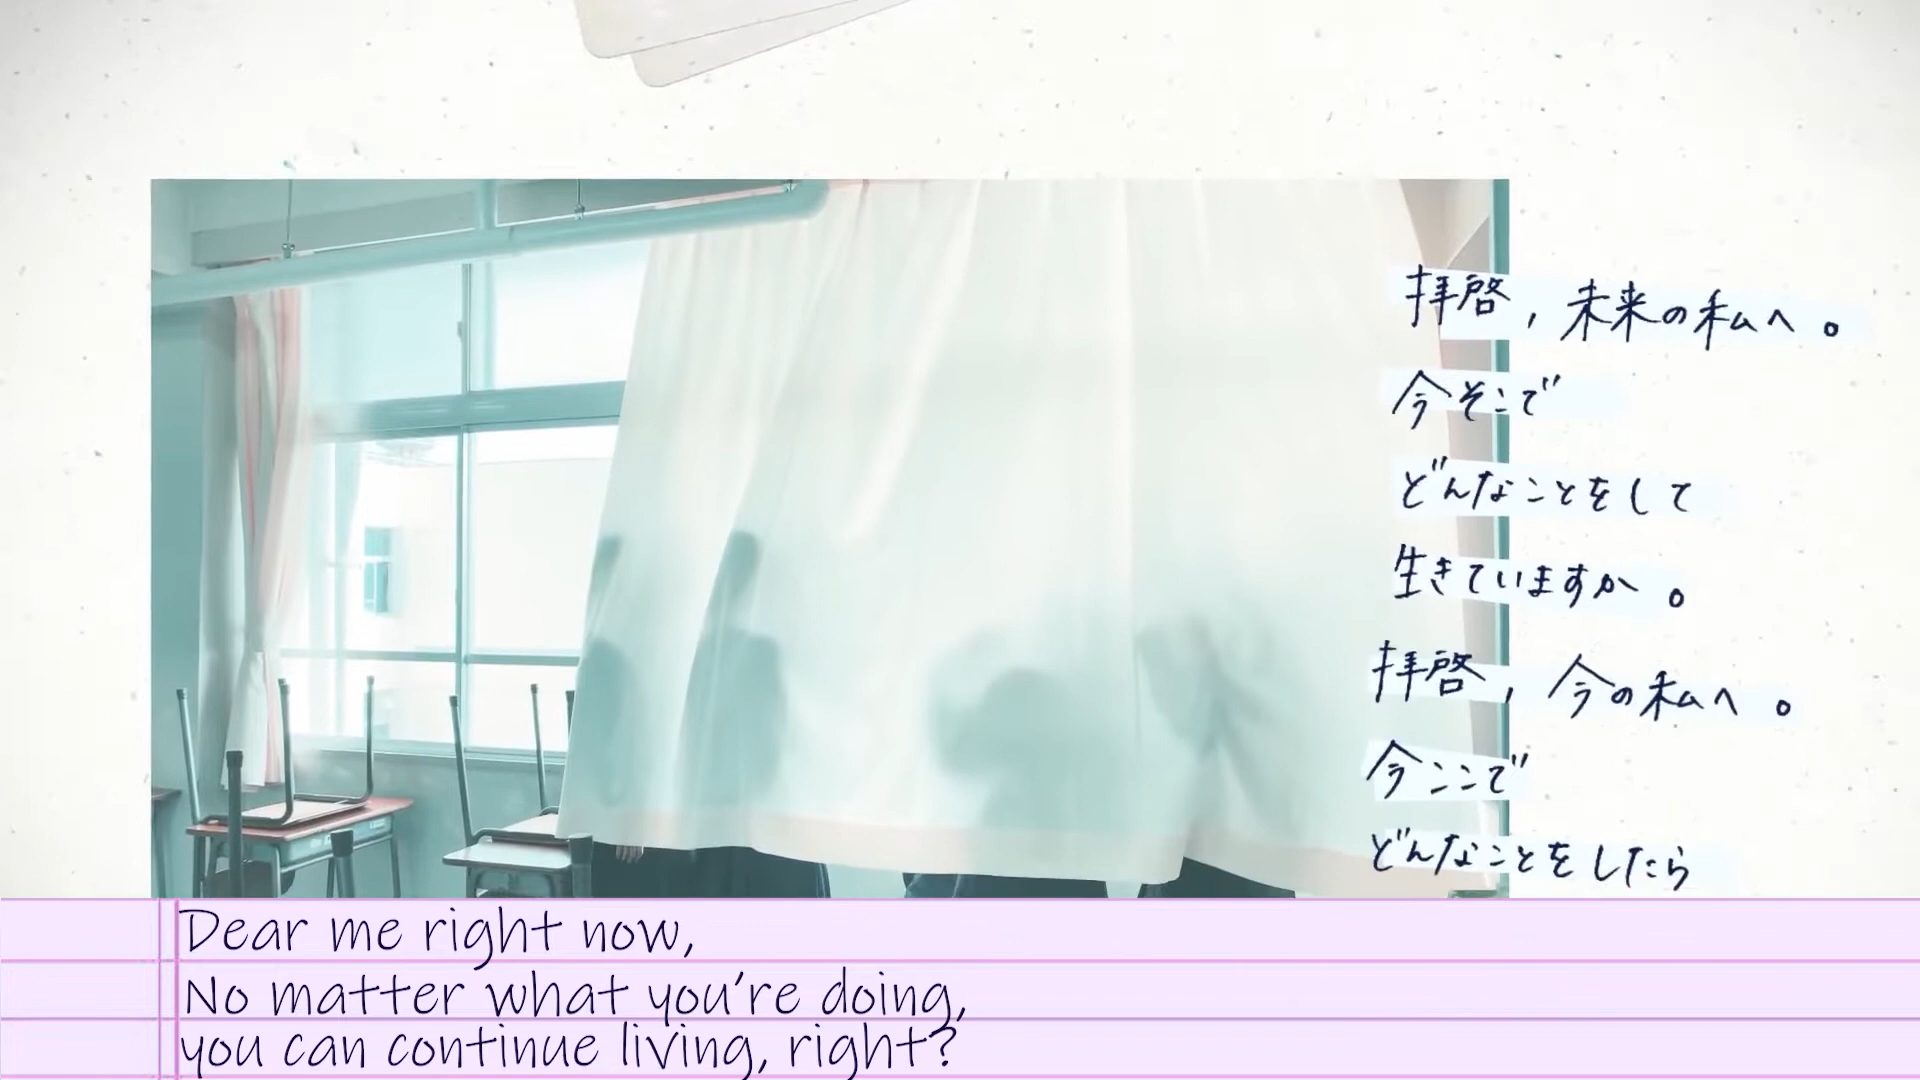 拝啓，未来の私へ。
今そこで
どんなことをして
生きていますか。
拝啓，今の私へ。
今ここで
どんなことをしたら
Dear me right now,
No matter what you're doing,
you can continue living, right?